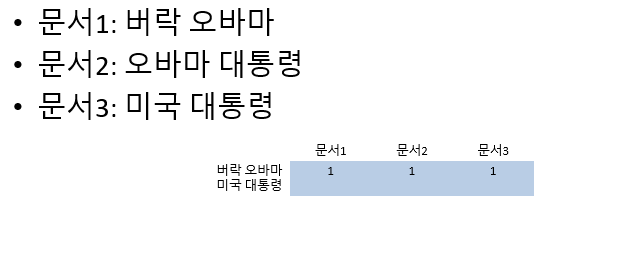 • 문서1: 버락 오바마
• 문서2: 오바마 대통령
• 문서3: 미국 대통령
문서1 문서2 문서3
버락 오바마 1 1 1
미국 대통령